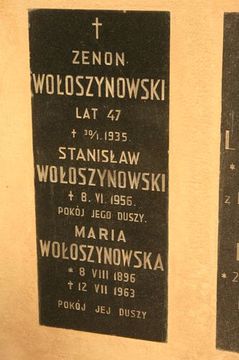 ZENON
WOŁOSZYNOWSKI
LAT 47
† 30/I. 1935.
STANISŁAW
WOŁOSZYNOWSKI
† 8. VI. 1956.
POKÓJ JEGO DUSZY.
MARIA
WOŁOSZYNOWSKA
* 8 VIII 1896
† 12 VII 1963
POKÓJ JEJ DUSZY